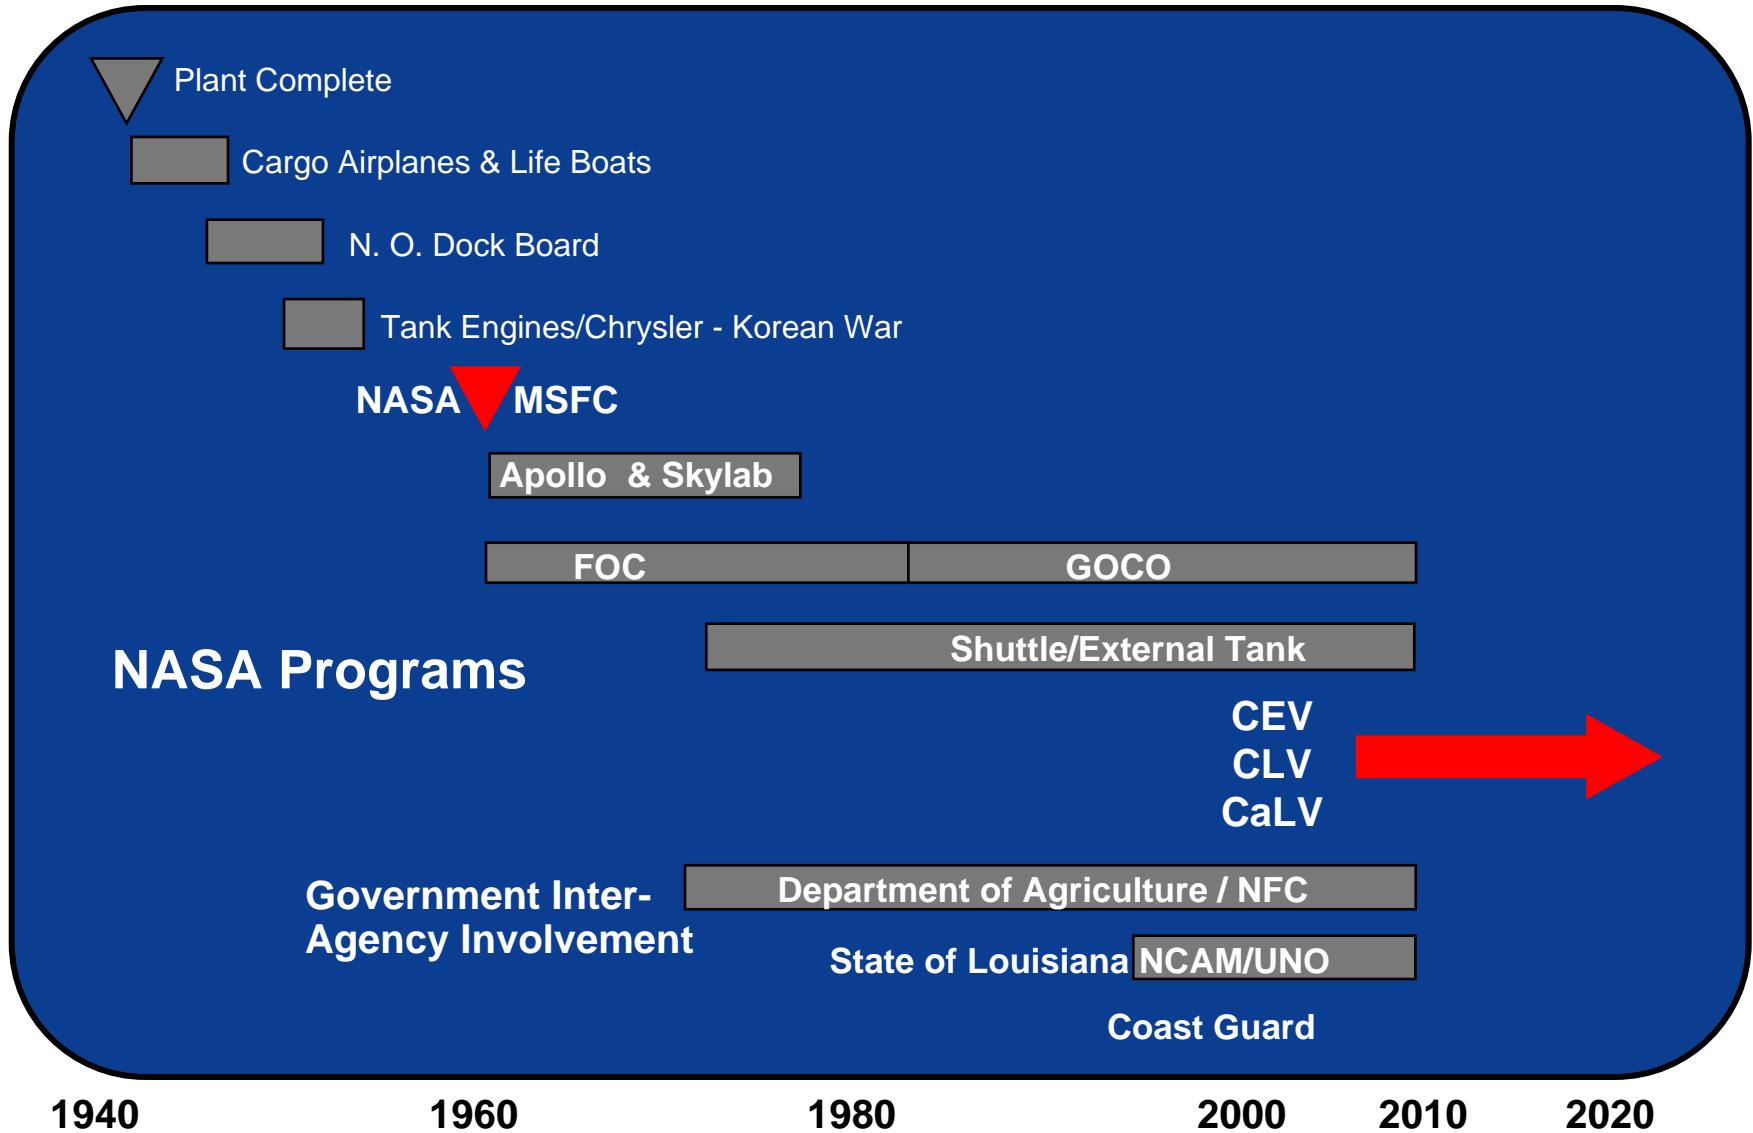 Plant Complete
Cargo Airplanes & Life Boats
N. O. Dock Board
Tank Engines/Chrysler - Korean War
NASA MSFC
Apollo & Skylab
FOC GOCO
Shuttle/External Tank
NASA Programs
CEV
CLV
CaLV
Department of Agriculture / NFC
Government Inter-
Agency Involvement
State of Louisiana NCAM/UNO
Coast Guard
1940 1960 1980 2000 2010 2020